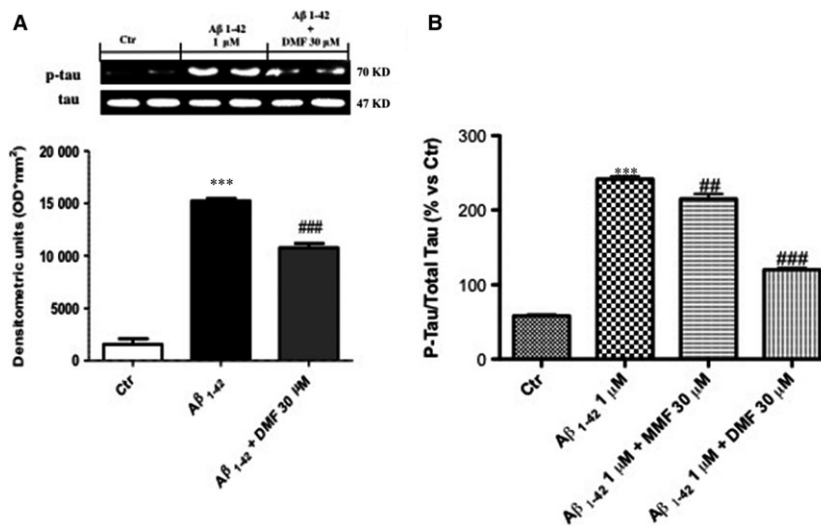 A
Ctr
Aβ 1-42
1 μM
Aβ 1-42
+
DMF 30 μM
p-tau
70 KD
tau
47 KD
Densitometric units (OD*mm²)
20 000
15 000
10 000
5000
0
***
###
Ctr
Aβ 1-42
Aβ 1-42 + DMF 30 μM
B
P-Tau/Total Tau (% vs Ctr)
300
200
100
0
***
##
###
Ctr
Aβ 1-42 1 μM
Aβ 1-42 1 μM + MMF 30 μM
Aβ 1-42 1 μM + DMF 30 μM